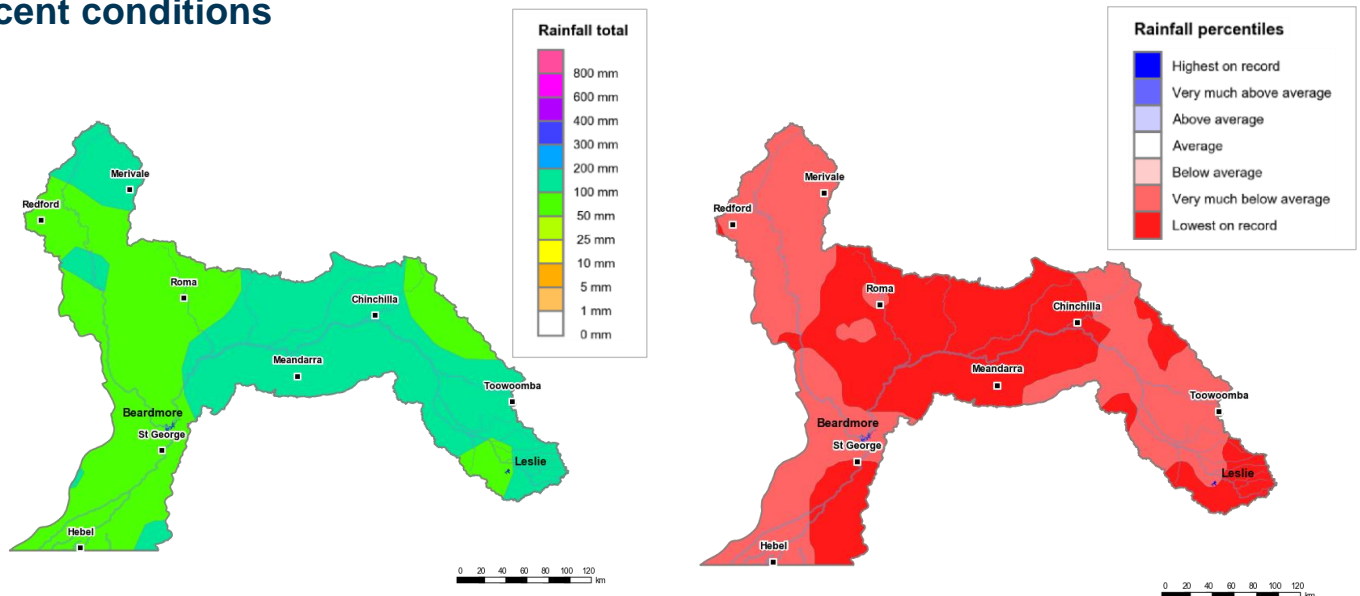 cent conditions
Rainfall total
800 mm
600 mm
400 mm
300 mm
200 mm
100 mm
50 mm
25 mm
10 mm
5 mm
1 mm
0 mm
Merivale
Redford
Roma
Chinchilla
Meandarra
Toowoomba
Beardmore
St George
Leslie
Hebel
0 20 40 60 80 100 120
km
Rainfall percentiles
Highest on record
Very much above average
Above average
Average
Below average
Very much below average
Lowest on record
Merivale
Redford
Roma
Chinchilla
Meandarra
Toowoomba
Beardmore
St George
Leslie
Hebel
0 20 40 60 80 100 120
km